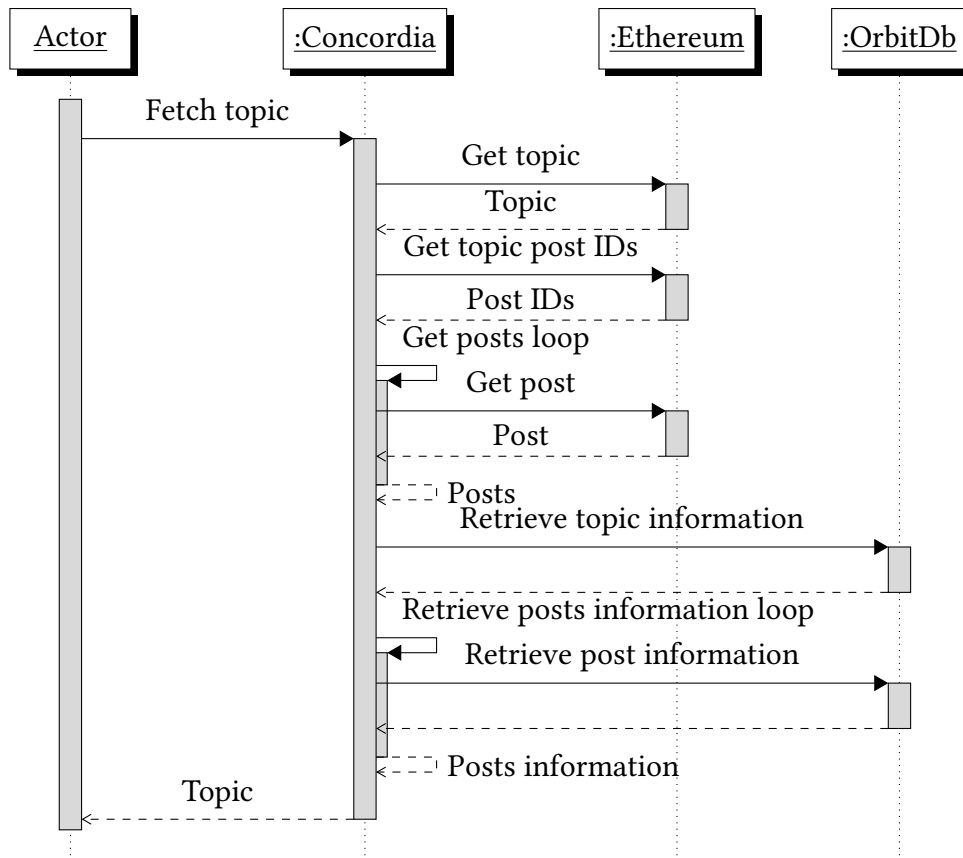 Actor
:Concordia
:Ethereum
:OrbitDb
Fetch topic
Get topic
Topic
Get topic post IDs
Post IDs
Get posts loop
Get post
Post
Posts
Retrieve topic information
Retrieve posts information loop
Retrieve post information
Posts information
Topic